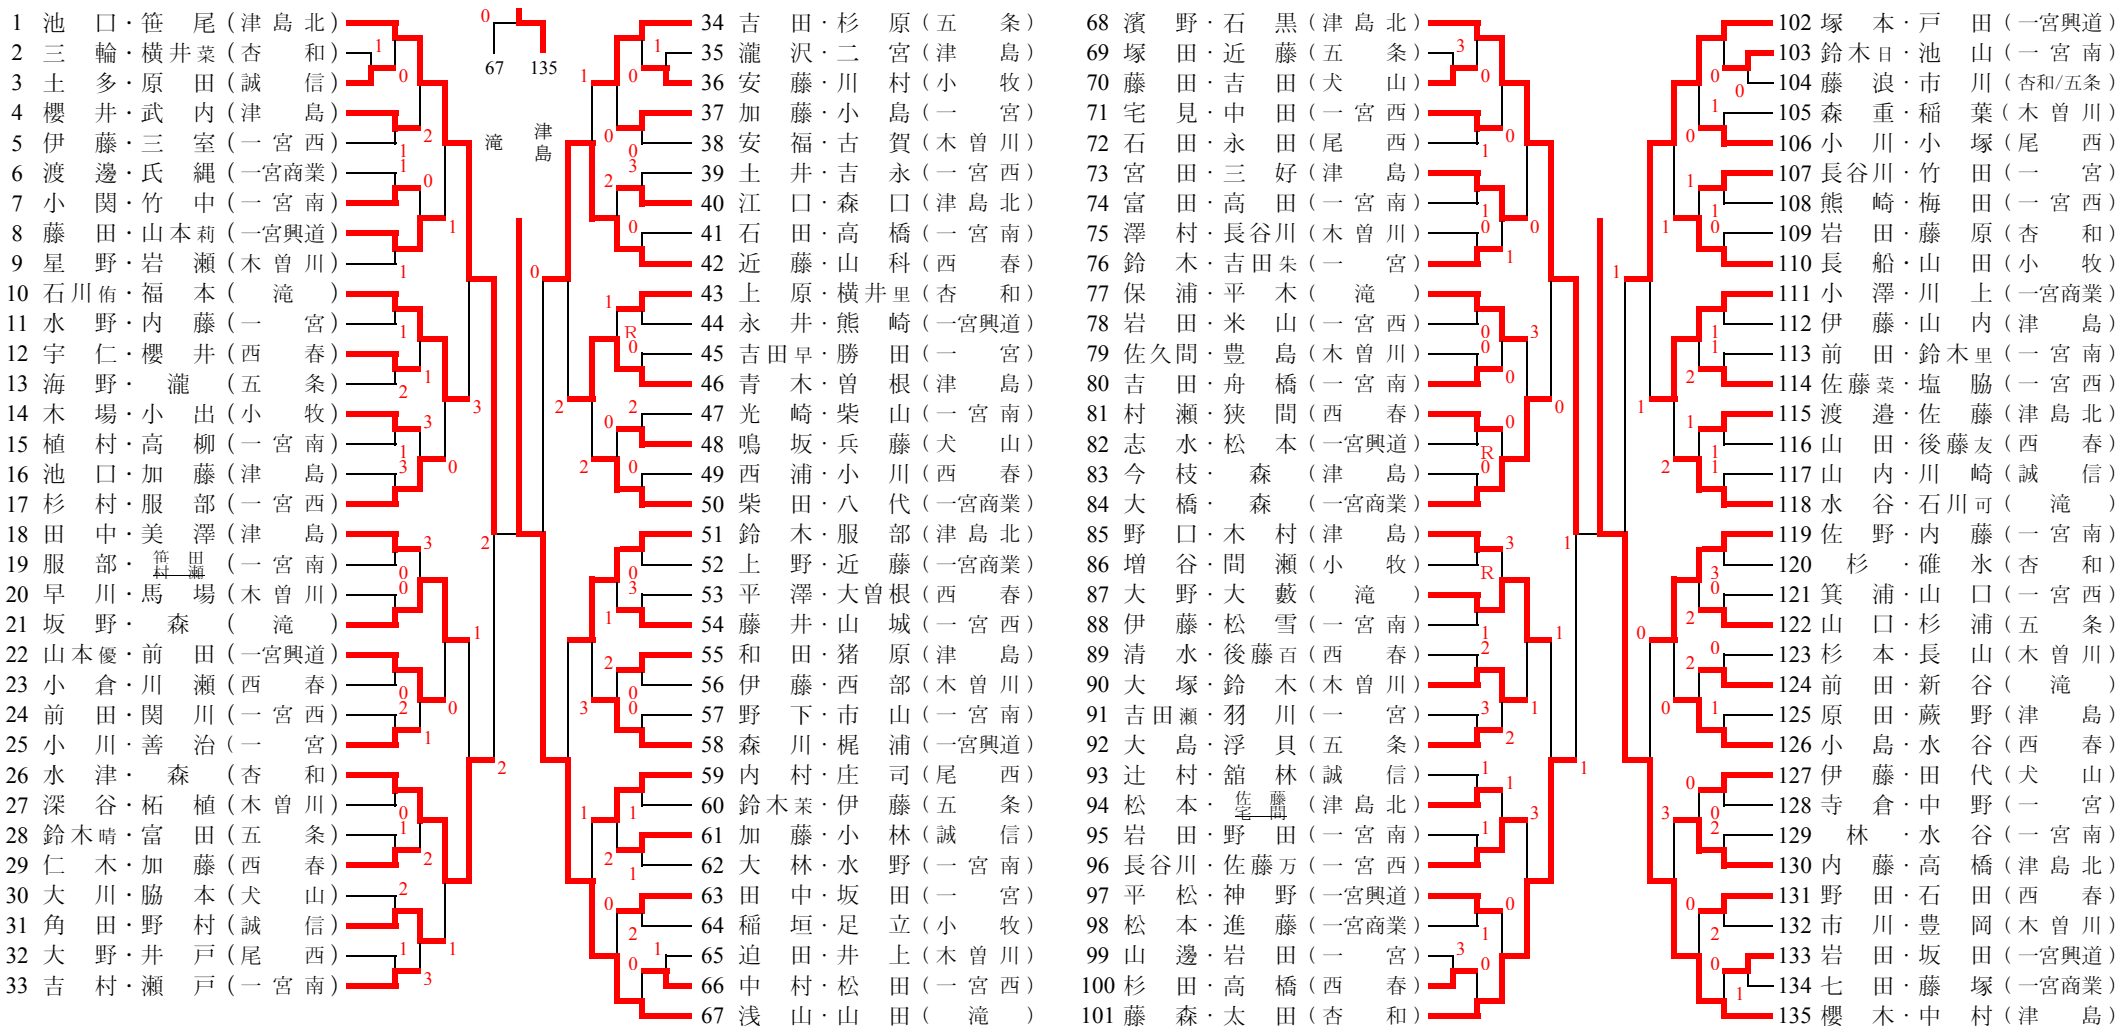 1 池口・笹尾（津島北）
2 三輪・横井菜（杏和）
3 土多・原田（誠信）
4 櫻井・武内（津島）
5 伊藤・三室（一宮西）
6 渡邊・氏縄（一宮商業）
7 小関・竹中（一宮南）
8 藤田・山本莉（一宮興道）
9 星野・岩瀬（木曽川）
10 石川侑・福本（滝）
11 水野・内藤（一宮）
12 宇仁・櫻井（西春）
13 海野・瀧（五条）
14 木場・小出（小牧）
15 植村・高柳（一宮南）
16 池口・加藤（津島）
17 杉村・服部（一宮西）
18 田中・美澤（津島）
19 服部・笹田 村瀬（一宮南）
20 早川・馬場（木曽川）
21 坂野・森（滝）
22 山本優・前田（一宮興道）
23 小倉・川瀬（西春）
24 前田・関川（一宮西）
25 小川・善治（一宮）
26 水津・森（杏和）
27 深谷・柘植（木曽川）
28 鈴木晴・富田（五条）
29 仁木・加藤（西春）
30 大川・脇本（犬山）
31 角田・野村（誠信）
32 大野・井戸（尾西）
33 吉村・瀬戸（一宮南）
0
67 135
滝 津島
34 吉田・杉原（五条）
35 瀧沢・二宮（津島）
36 安藤・川村（小牧）
37 加藤・小島（一宮）
38 安福・古賀（木曽川）
39 土井・吉永（一宮西）
40 江口・森口（津島北）
41 石田・高橋（一宮南）
42 近藤・山科（西春）
43 上原・横井里（杏和）
44 永井・熊崎（一宮興道）
45 吉田早・勝田（一宮）
46 青木・曽根（津島）
47 光崎・柴山（一宮南）
48 鳴坂・兵藤（犬山）
49 西浦・小川（西春）
50 柴田・八代（一宮商業）
51 鈴木・服部（津島北）
52 上野・近藤（一宮商業）
53 平澤・大曽根（西春）
54 藤井・山城（一宮西）
55 和田・猪原（津島）
56 伊藤・西部（木曽川）
57 野下・市山（一宮南）
58 森川・梶浦（一宮興道）
59 内村・庄司（尾西）
60 鈴木茉・伊藤（五条）
61 加藤・小林（誠信）
62 大林・水野（一宮南）
63 田中・坂田（一宮）
64 稲垣・足立（小牧）
65 迫田・井上（木曽川）
66 中村・松田（一宮西）
67 浅山・山田（滝）
68 濱野・石黒（津島北）
69 塚田・近藤（五条）
70 藤田・吉田（犬山）
71 宅見・中田（一宮西）
72 石田・永田（尾西）
73 宮田・三好（津島）
74 富田・高田（一宮南）
75 澤村・長谷川（木曽川）
76 鈴木・吉田朱（一宮）
77 保浦・平木（滝）
78 岩田・米山（一宮西）
79 佐久間・豊島（木曽川）
80 吉田・舟橋（一宮南）
81 村瀬・狭間（西春）
82 志水・松本（一宮興道）
83 今枝・森（津島）
84 大橋・森（一宮商業）
85 野口・木村（津島）
86 増谷・間瀬（小牧）
87 大野・大藪（滝）
88 伊藤・松雪（一宮南）
89 清水・後藤百（西春）
90 大塚・鈴木（木曽川）
91 吉田瀬・羽川（一宮）
92 大島・浮貝（五条）
93 辻村・舘林（誠信）
94 松本・佐藤 宅間（津島北）
95 岩田・野田（一宮南）
96 長谷川・佐藤万（一宮西）
97 平松・神野（一宮興道）
98 松本・進藤（一宮商業）
99 山邊・岩田（一宮）
100 杉田・高橋（西春）
101 藤森・太田（杏和）
102 塚本・戸田（一宮興道）
103 鈴木日・池山（一宮南）
104 藤浪・市川（杏和/五条）
105 森重・稲葉（木曽川）
106 小川・小塚（尾西）
107 長谷川・竹田（一宮）
108 熊崎・梅田（一宮西）
109 岩田・藤原（杏和）
110 長船・山田（小牧）
111 小澤・川上（一宮商業）
112 伊藤・山内（津島）
113 前田・鈴木里（一宮南）
114 佐藤菜・塩脇（一宮西）
115 渡邉・佐藤（津島北）
116 山田・後藤友（西春）
117 山内・川崎（誠信）
118 水谷・石川可（滝）
119 佐野・内藤（一宮南）
120 杉・碓氷（杏和）
121 箕浦・山口（一宮西）
122 山口・杉浦（五条）
123 杉本・長山（木曽川）
124 前田・新谷（滝）
125 原田・蕨野（津島）
126 小島・水谷（西春）
127 伊藤・田代（犬山）
128 寺倉・中野（一宮）
129 林・水谷（一宮南）
130 内藤・高橋（津島北）
131 野田・石田（西春）
132 市川・豊岡（木曽川）
133 岩田・坂田（一宮興道）
134 七田・藤塚（一宮商業）
135 櫻木・中村（津島）